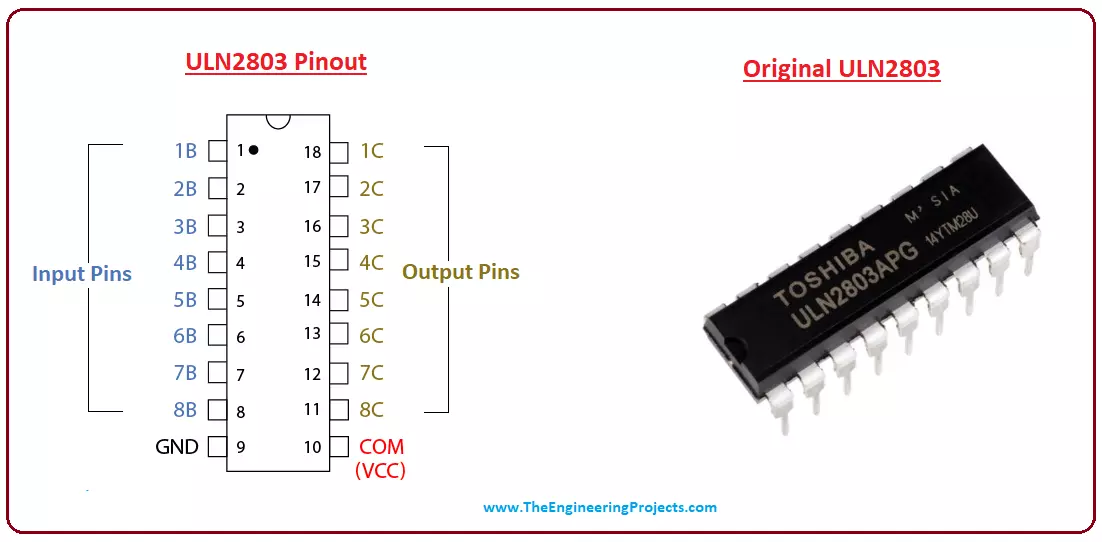 ULN2803 Pinout
Original ULN2803
1B 1 18 1C
2B 2 17 2C
3B 3 16 3C
4B 4 15 4C
Input Pins
Output Pins
5B 5 14 5C
6B 6 13 6C
7B 7 12 7C
8B 8 11 8C
GND 9 10 COM
(VCC)
TOSHIBA M' SIA
ULN2803APG 14YTM28U
www.TheEngineeringProjects.com